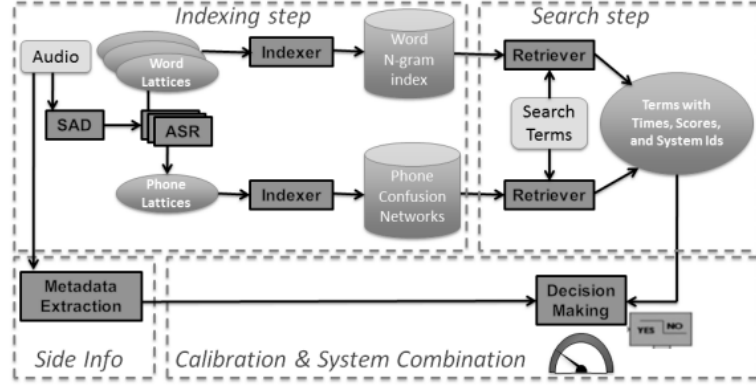 Indexing step
Search step
Audio
Word
Lattices
Indexer
Word
N-gram
index
Retriever
SAD
ASR
Search
Terms
Terms with
Times, Scores,
and System Ids
Phone
Lattices
Indexer
Phone
Confusion
Networks
Retriever
Metadata
Extraction
Decision
Making
YES
NO
Side Info
Calibration & System Combination